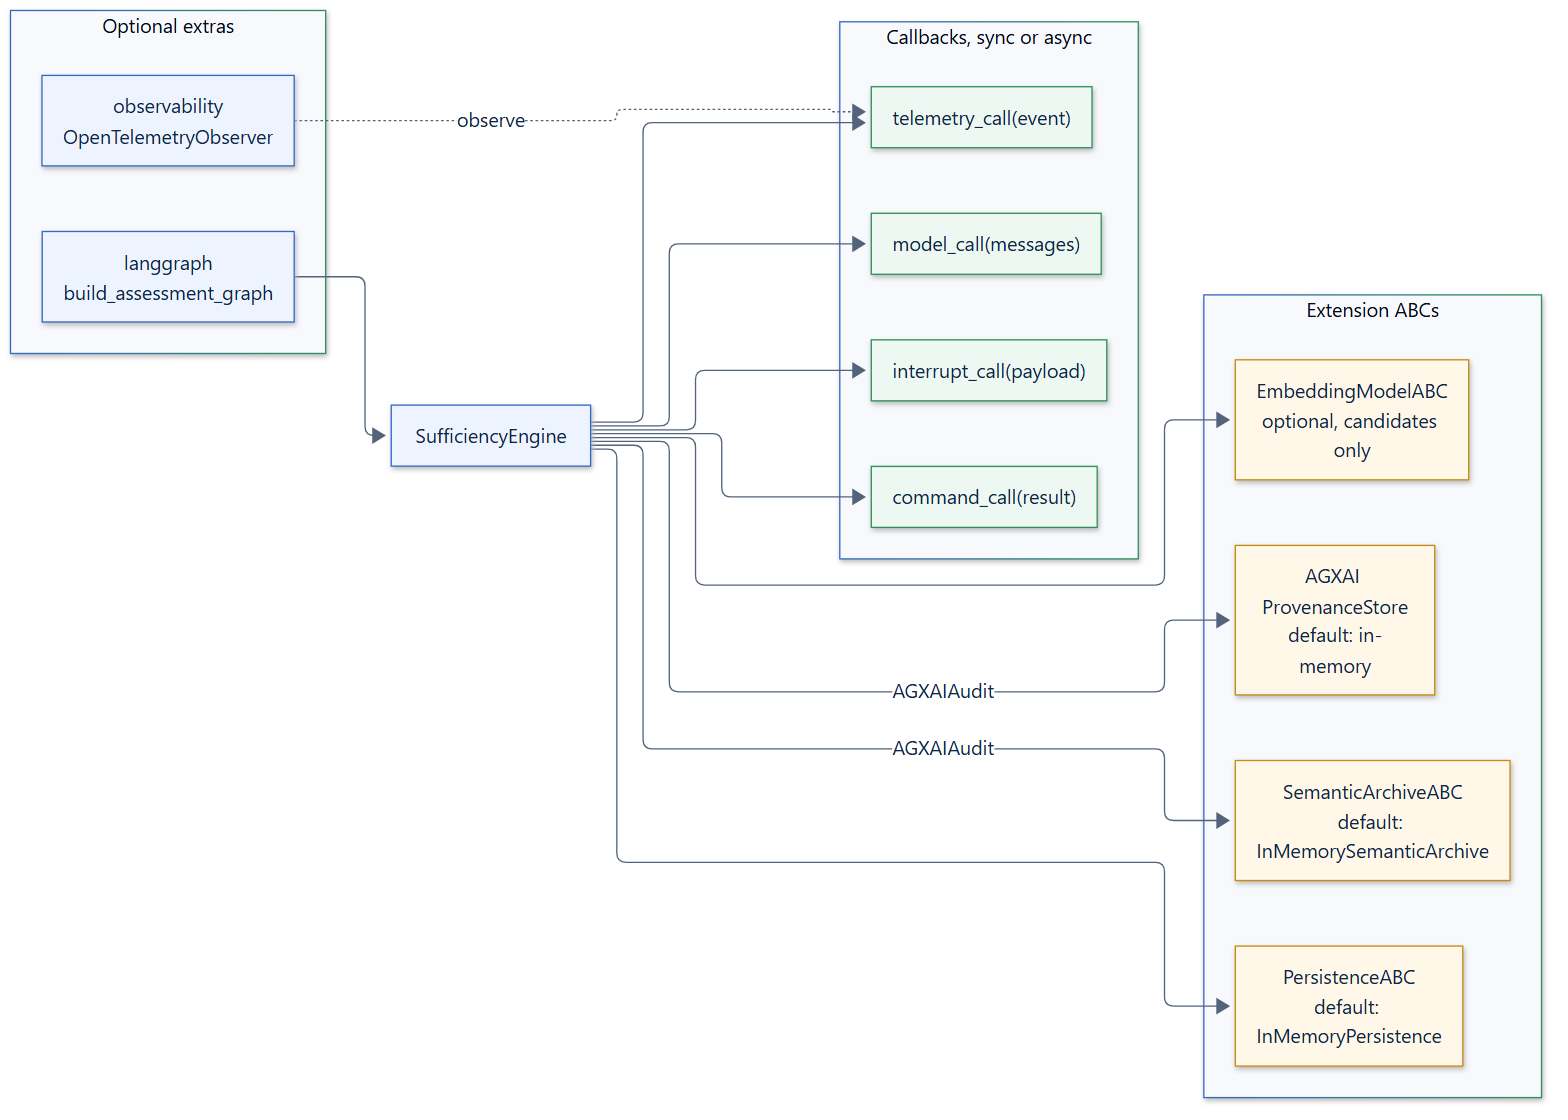 Optional extras
observability
OpenTelemetryObserver
langgraph
build_assessment_graph
observe
SufficiencyEngine
Callbacks, sync or async
telemetry_call(event)
model_call(messages)
interrupt_call(payload)
command_call(result)
AGXAIAudit
AGXAIAudit
Extension ABCs
EmbeddingModelABC
optional, candidates
only
AGXAI
ProvenanceStore
default: in-
memory
SemanticArchiveABC
default:
InMemorySemanticArchive
PersistenceABC
default:
InMemoryPersistence